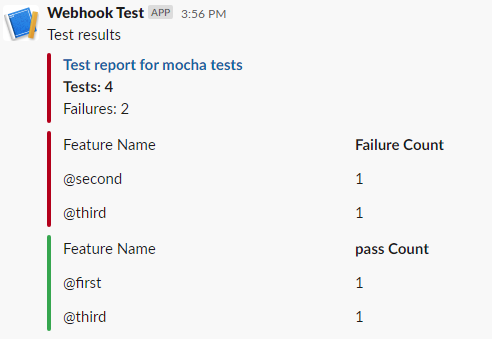 Webhook Test APP 3:56 PM
Test results
Test report for mocha tests
Tests: 4
Failures: 2
Feature Name Failure Count
@second 1
@third 1
Feature Name pass Count
@first 1
@third 1